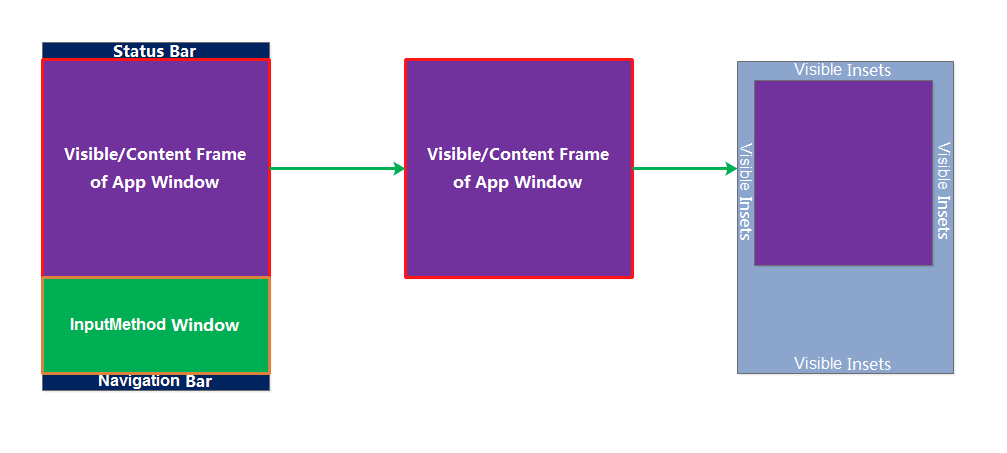 Status Bar
Visible/Content Frame
of App Window
InputMethod Window
Navigation Bar
Visible/Content Frame
of App Window
Visible Insets
Visible Insets
Visible Insets
Visible Insets